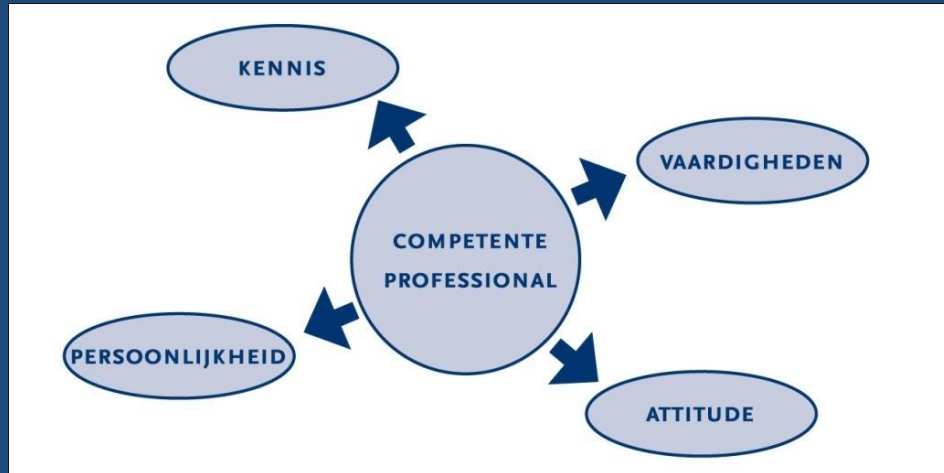 KENNIS
VAARDIGHEDEN
COMPETENTE
PROFESSIONAL
PERSOONLIJKHEID
ATTITUDE